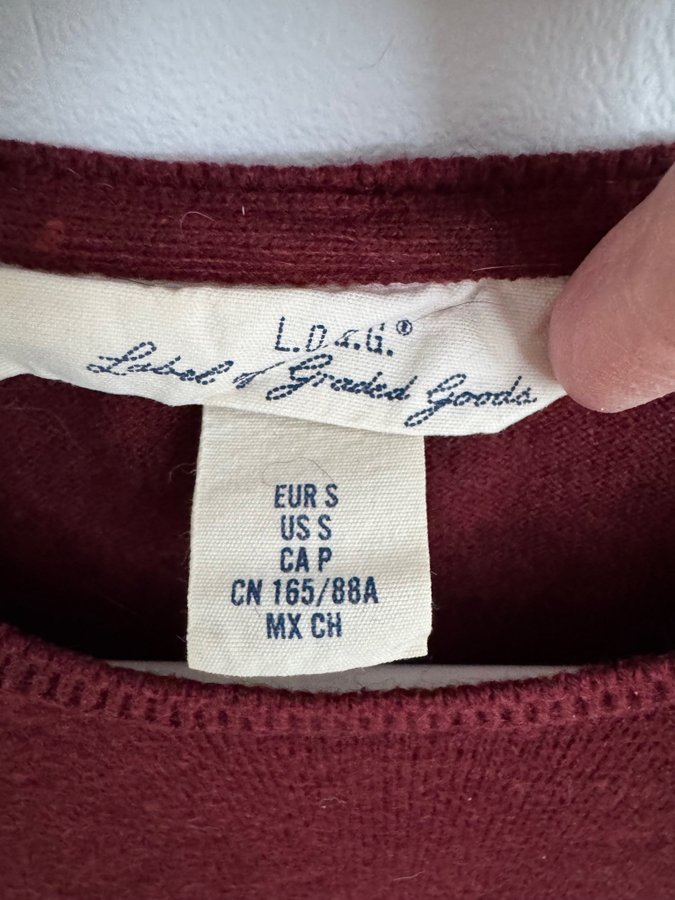 L.O.G.G.®
Label of Graded Goods
EUR S
US S
CA P
CN 165/88A
MX CH